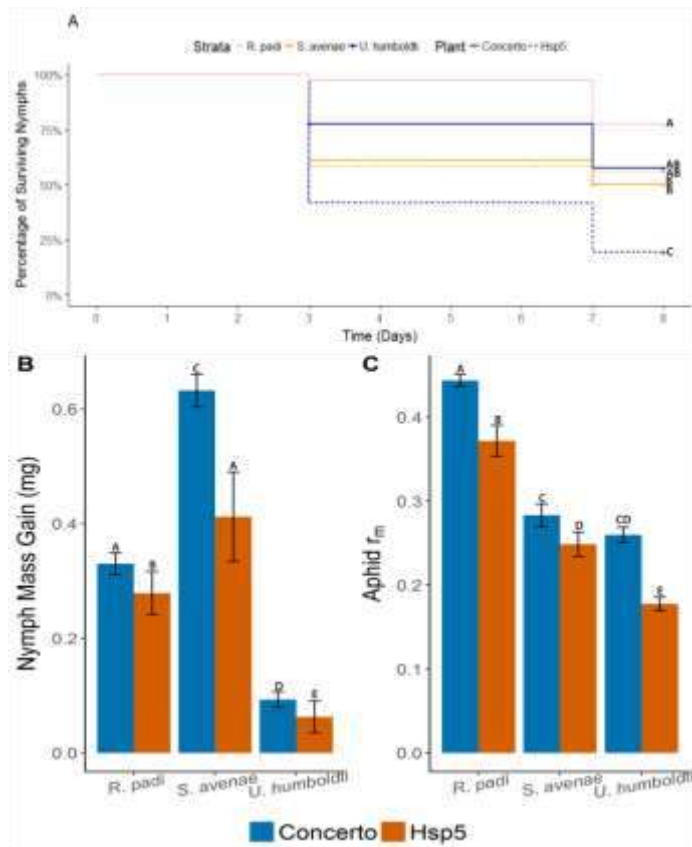 A
Strata R. padi S. avenae U. humboldti Plant Concerto Hsp5
Percentage of Surviving Nymphs
100%
75%
50%
25%
0%
A
AB
AB
B
C
0 1 2 3 4 5 6 7 8
Time (Days)
B
Nymph Mass Gain (mg)
0.6
0.4
0.2
0.0
A
B
C
A
D
E
R. padi S. avenae U. humboldti
C
Aphid rm
0.4
0.3
0.2
0.1
0.0
A
B
C
D
CD
E
R. padi S. avenae U. humboldti
Concerto Hsp5